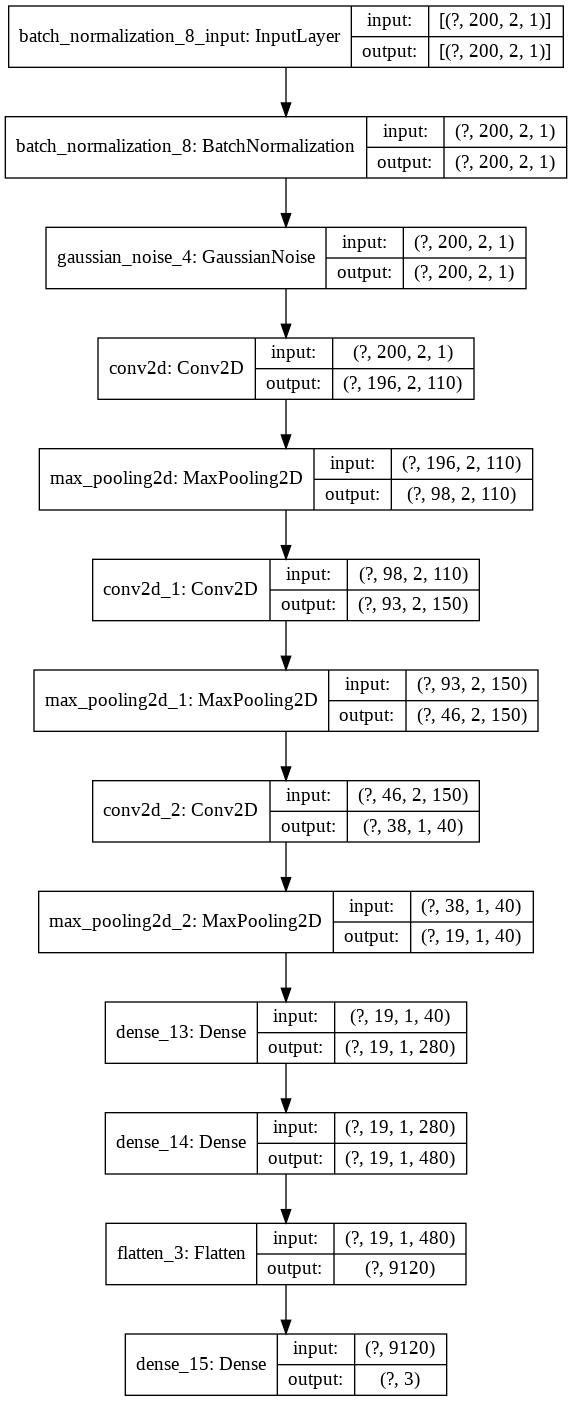 batch_normalization_8_input: InputLayer
input: [(?, 200, 2, 1)]
output: [(?, 200, 2, 1)]
batch_normalization_8: BatchNormalization
input: (?, 200, 2, 1)
output: (?, 200, 2, 1)
gaussian_noise_4: GaussianNoise
input: (?, 200, 2, 1)
output: (?, 200, 2, 1)
conv2d: Conv2D
input: (?, 200, 2, 1)
output: (?, 196, 2, 110)
max_pooling2d: MaxPooling2D
input: (?, 196, 2, 110)
output: (?, 98, 2, 110)
conv2d_1: Conv2D
input: (?, 98, 2, 110)
output: (?, 93, 2, 150)
max_pooling2d_1: MaxPooling2D
input: (?, 93, 2, 150)
output: (?, 46, 2, 150)
conv2d_2: Conv2D
input: (?, 46, 2, 150)
output: (?, 38, 1, 40)
max_pooling2d_2: MaxPooling2D
input: (?, 38, 1, 40)
output: (?, 19, 1, 40)
dense_13: Dense
input: (?, 19, 1, 40)
output: (?, 19, 1, 280)
dense_14: Dense
input: (?, 19, 1, 280)
output: (?, 19, 1, 480)
flatten_3: Flatten
input: (?, 19, 1, 480)
output: (?, 9120)
dense_15: Dense
input: (?, 9120)
output: (?, 3)